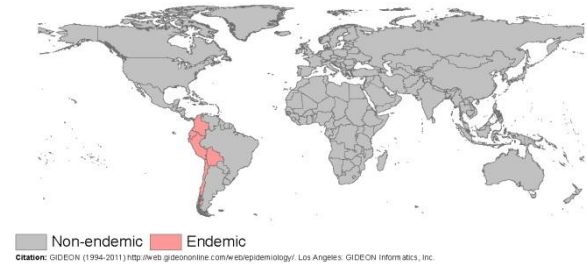 Non-endemic Endemic
Citation: GIDEON (1994-2011) http://web.gideononline.com/web/epidemiology/. Los Angeles: GIDEON Informatics, Inc.